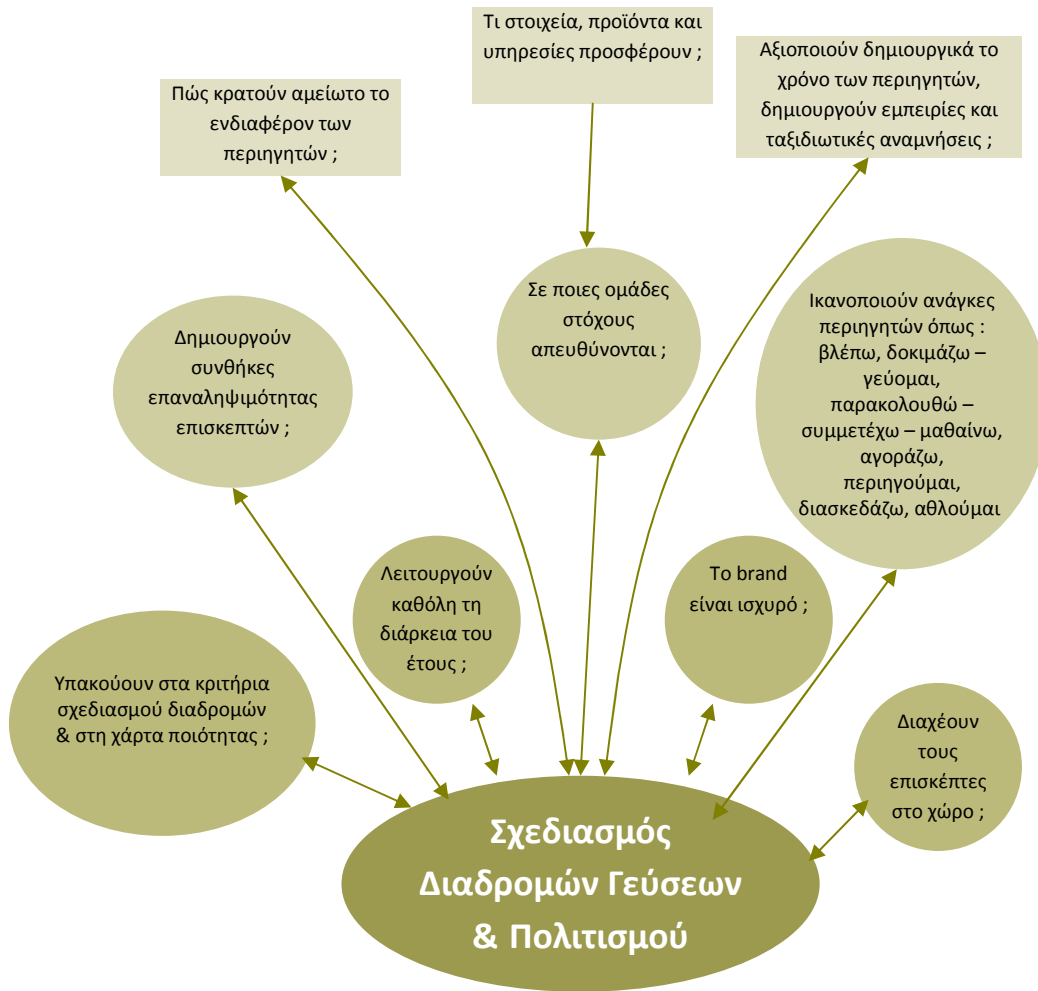 Τι στοιχεία, προϊόντα και
υπηρεσίες προσφέρουν ;
Αξιοποιούν δημιουργικά το
χρόνο των περιηγητών,
δημιουργούν εμπειρίες και
ταξιδιωτικές αναμνήσεις ;
Πώς κρατούν αμείωτο το
ενδιαφέρον των
περιηγητών ;
Σε ποιες ομάδες
στόχους
απευθύνονται ;
Ικανοποιούν ανάγκες
περιηγητών όπως :
βλέπω, δοκιμάζω –
γεύομαι,
παρακολουθώ –
συμμετέχω – μαθαίνω,
αγοράζω,
περιηγούμαι,
διασκεδάζω, αθλούμαι
Δημιουργούν
συνθήκες
επαναληψιμότητας
επισκεπτών ;
Λειτουργούν
καθόλη τη
διάρκεια του
έτους ;
Το brand
είναι ισχυρό ;
Υπακούουν στα κριτήρια
σχεδιασμού διαδρομών
& στη χάρτα ποιότητας ;
Διαχέουν
τους
επισκέπτες
στο χώρο ;
Σχεδιασμός
Διαδρομών Γεύσεων
& Πολιτισμού